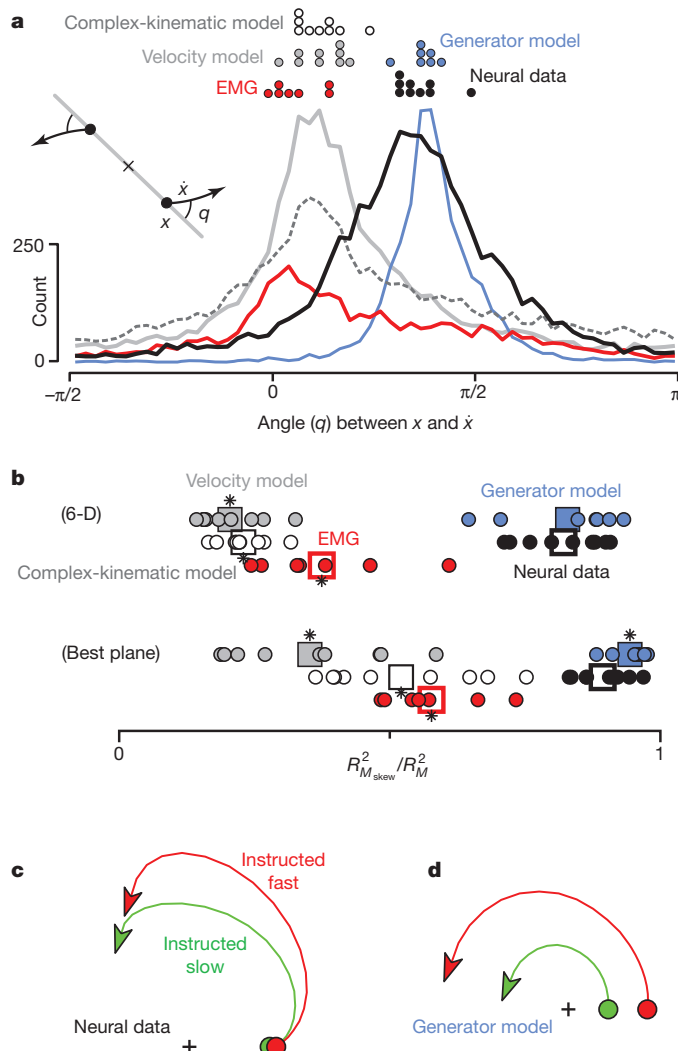 a
Complex-kinematic model
Velocity model
Generator model
EMG
Neural data
x
ẋ
q
x
250
0
Count
−π/2
0
π/2
π
Angle (q) between x and ẋ
b
Velocity model
(6-D)
Generator model
EMG
Complex-kinematic model
Neural data
(Best plane)
0
1
R²Mskew/R²M
c
d
Instructed
fast
Instructed
slow
Neural data
+
+
Generator model